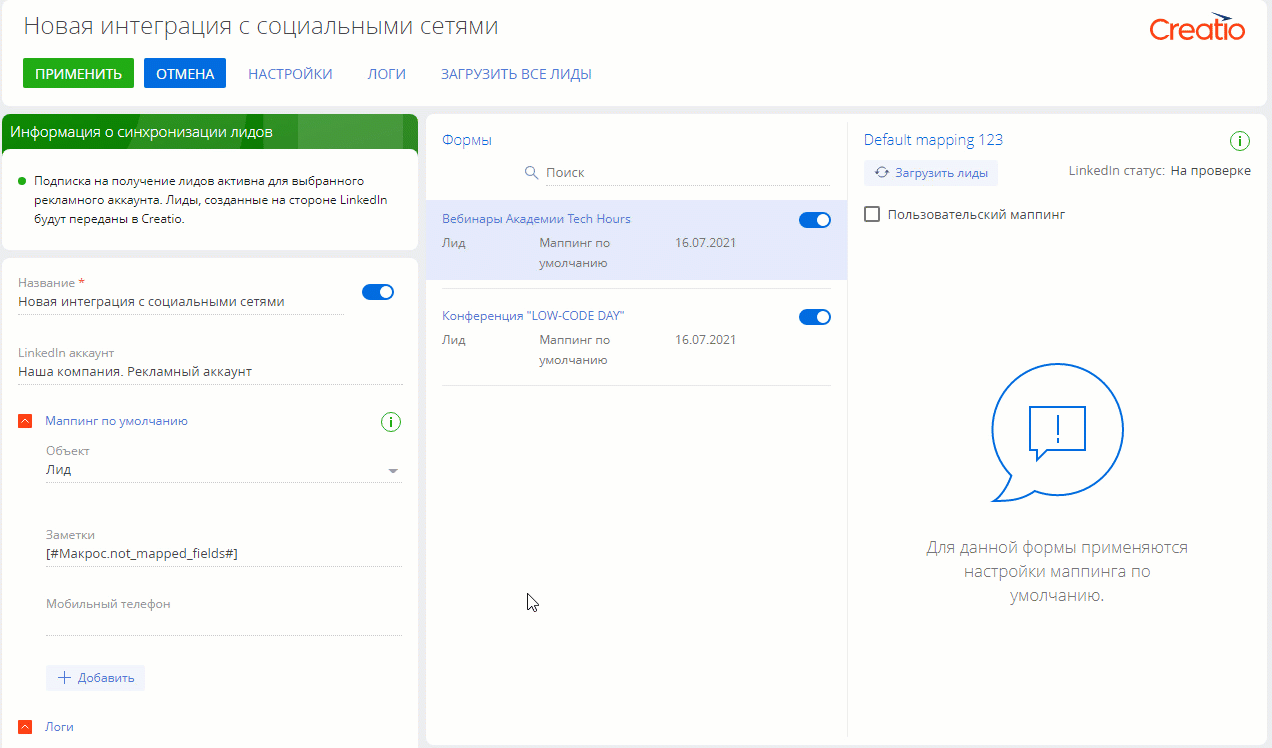 Новая интеграция с социальными сетями
Creatio
ПРИМЕНИТЬ
ОТМЕНА
НАСТРОЙКИ
ЛОГИ
ЗАГРУЗИТЬ ВСЕ ЛИДЫ
Информация о синхронизации лидов
Подписка на получение лидов активна для выбранного
рекламного аккаунта. Лиды, созданные на стороне LinkedIn
будут переданы в Creatio.
Название *
Новая интеграция с социальными сетями
LinkedIn аккаунт
Наша компания. Рекламный аккаунт
Маппинг по умолчанию
Объект
Лид
Заметки
[#Макрос.not_mapped_fields#]
Мобильный телефон
Добавить
Логи
Формы
Поиск
Вебинары Академии Tech Hours
Лид
Маппинг по
умолчанию
16.07.2021
Конференция "LOW-CODE DAY"
Лид
Маппинг по
умолчанию
16.07.2021
Default mapping 123
Загрузить лиды
LinkedIn статус: На проверке
Пользовательский маппинг
Для данной формы применяются
настройки маппинга по
умолчанию.